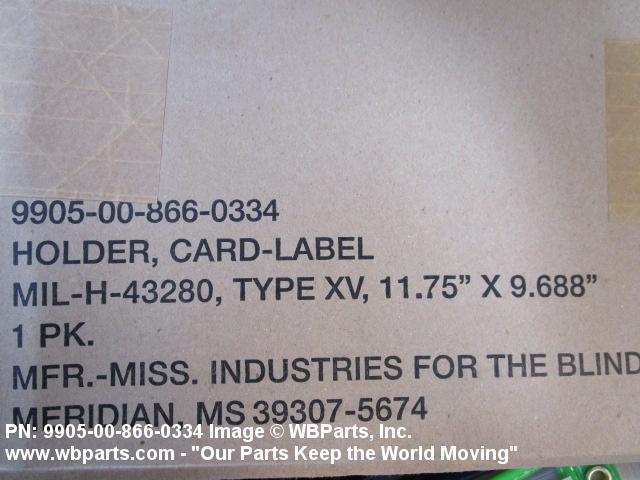 9905-00-866-0334
HOLDER, CARD-LABEL
MIL-H-43280, TYPE XV, 11.75” X 9.688”
1 PK.
MFR.-MISS. INDUSTRIES FOR THE BLIND
MERIDIAN, MS 39307-5674
PN: 9905-00-866-0334 Image © WBParts, Inc.
www.wbparts.com - "Our Parts Keep the World Moving"